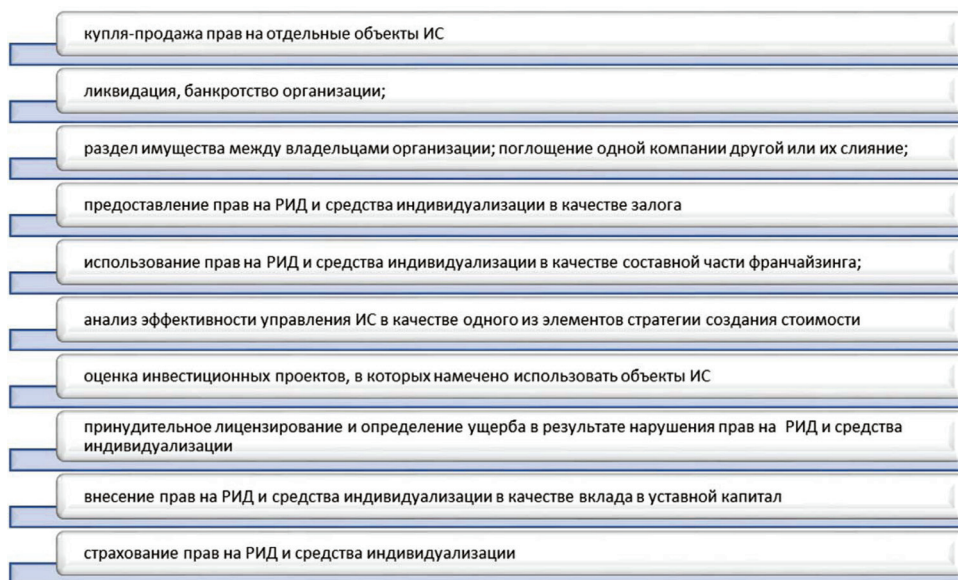 купля-продажа прав на отдельные объекты ИС
ликвидация, банкротство организации;
раздел имущества между владельцами организации; поглощение одной компании другой или их слияние;
предоставление прав на РИД и средства индивидуализации в качестве залога
использование прав на РИД и средства индивидуализации в качестве составной части франчайзинга;
анализ эффективности управления ИС в качестве одного из элементов стратегии создания стоимости
оценка инвестиционных проектов, в которых намечено использовать объекты ИС
принудительное лицензирование и определение ущерба в результате нарушения прав на РИД и средства
индивидуализации
внесение прав на РИД и средства индивидуализации в качестве вклада в уставной капитал
страхование прав на РИД и средства индивидуализации